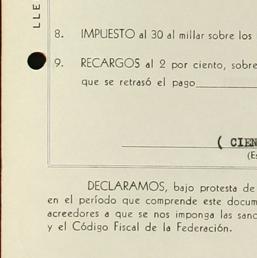 LLE
8. IMPUESTO al 30 al millar sobre los
9. RECARGOS al 2 por ciento, sobre
que se retrasó el pago
( CIEN
(Es
DECLARAMOS, bajo protesta de
en el período que comprende este docum
acreedores a que se nos imponga las sanc
y el Código Fiscal de la Federación.